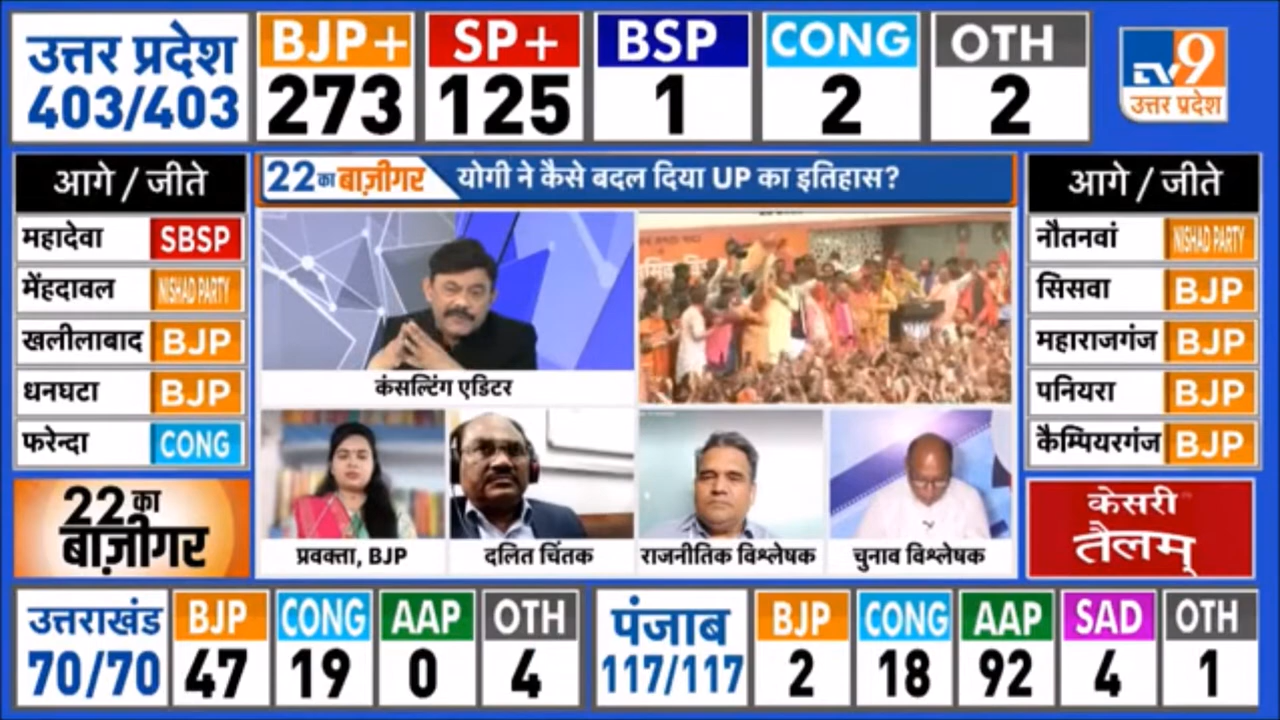 उत्तर प्रदेश
403/403
BJP+
273
SP+
125
BSP
1
CONG
2
OTH
2
TV9
उत्तर प्रदेश
आगे / जीते
महादेवा SBSP
मेंहदावल NISHAD PARTY
खलीलाबाद BJP
धनघटा BJP
फरेन्दा CONG
22 का बाज़ीगर योगी ने कैसे बदल दिया UP का इतिहास?
कंसल्टिंग एडिटर
प्रवक्ता, BJP
दलित चिंतक
राजनीतिक विश्लेषक
चुनाव विश्लेषक
आगे / जीते
नौतनवां NISHAD PARTY
सिसवा BJP
महाराजगंज BJP
पनियरा BJP
कैम्पियरगंज BJP
22 का
बाज़ीगर
केसरी
तैलम्
उत्तराखंड
70/70
BJP
47
CONG
19
AAP
0
OTH
4
पंजाब
117/117
BJP
2
CONG
18
AAP
92
SAD
4
OTH
1